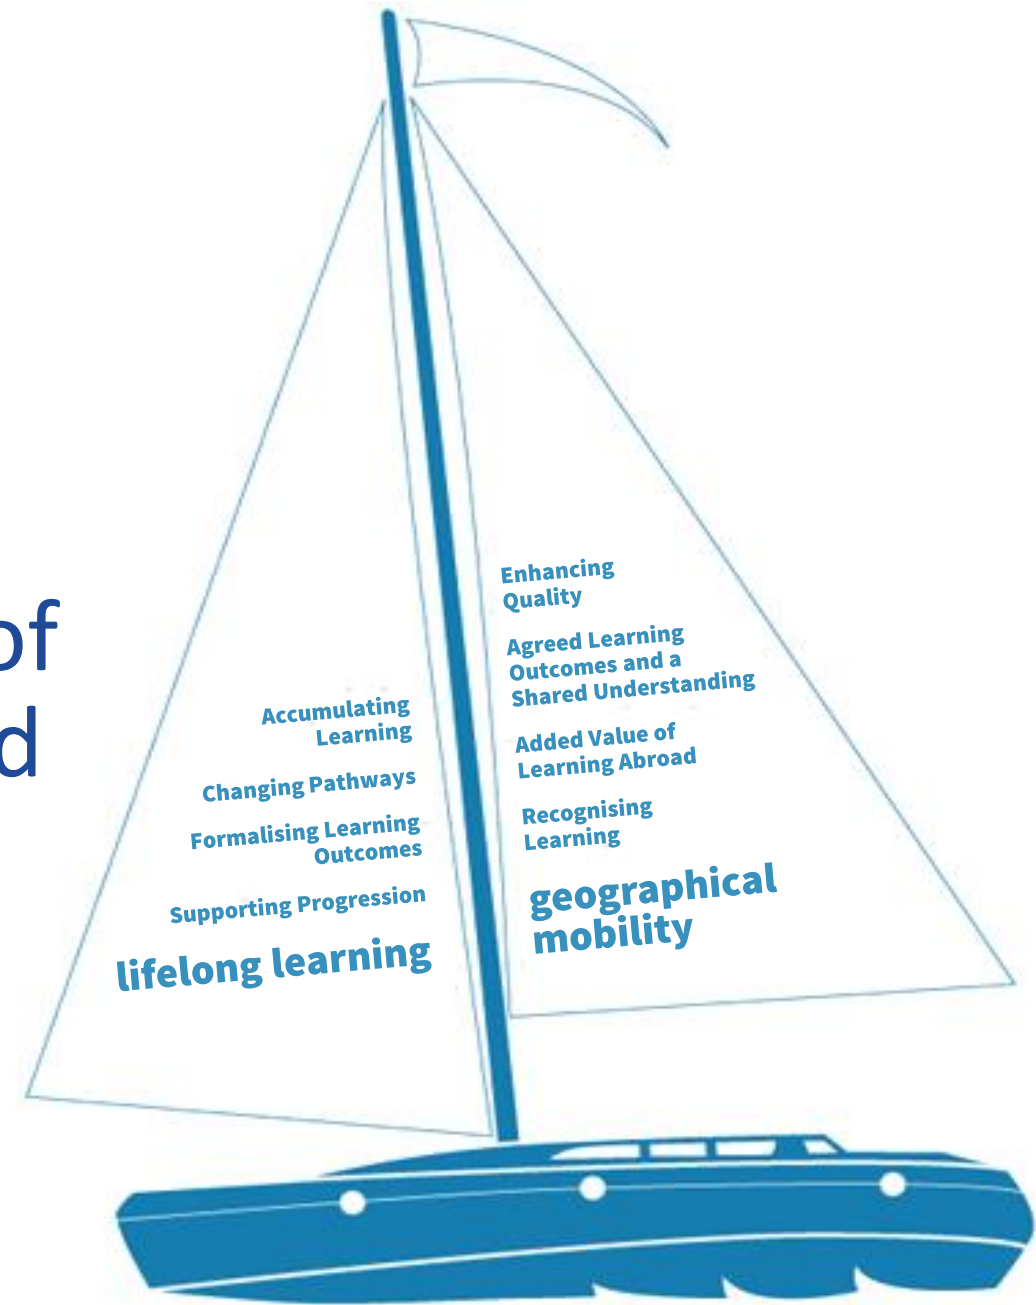 of
d
Accumulating
Learning
Changing Pathways
Formalising Learning
Outcomes
Supporting Progression
lifelong learning
Enhancing
Quality
Agreed Learning
Outcomes and a
Shared Understanding
Added Value of
Learning Abroad
Recognising
Learning
geographical
mobility